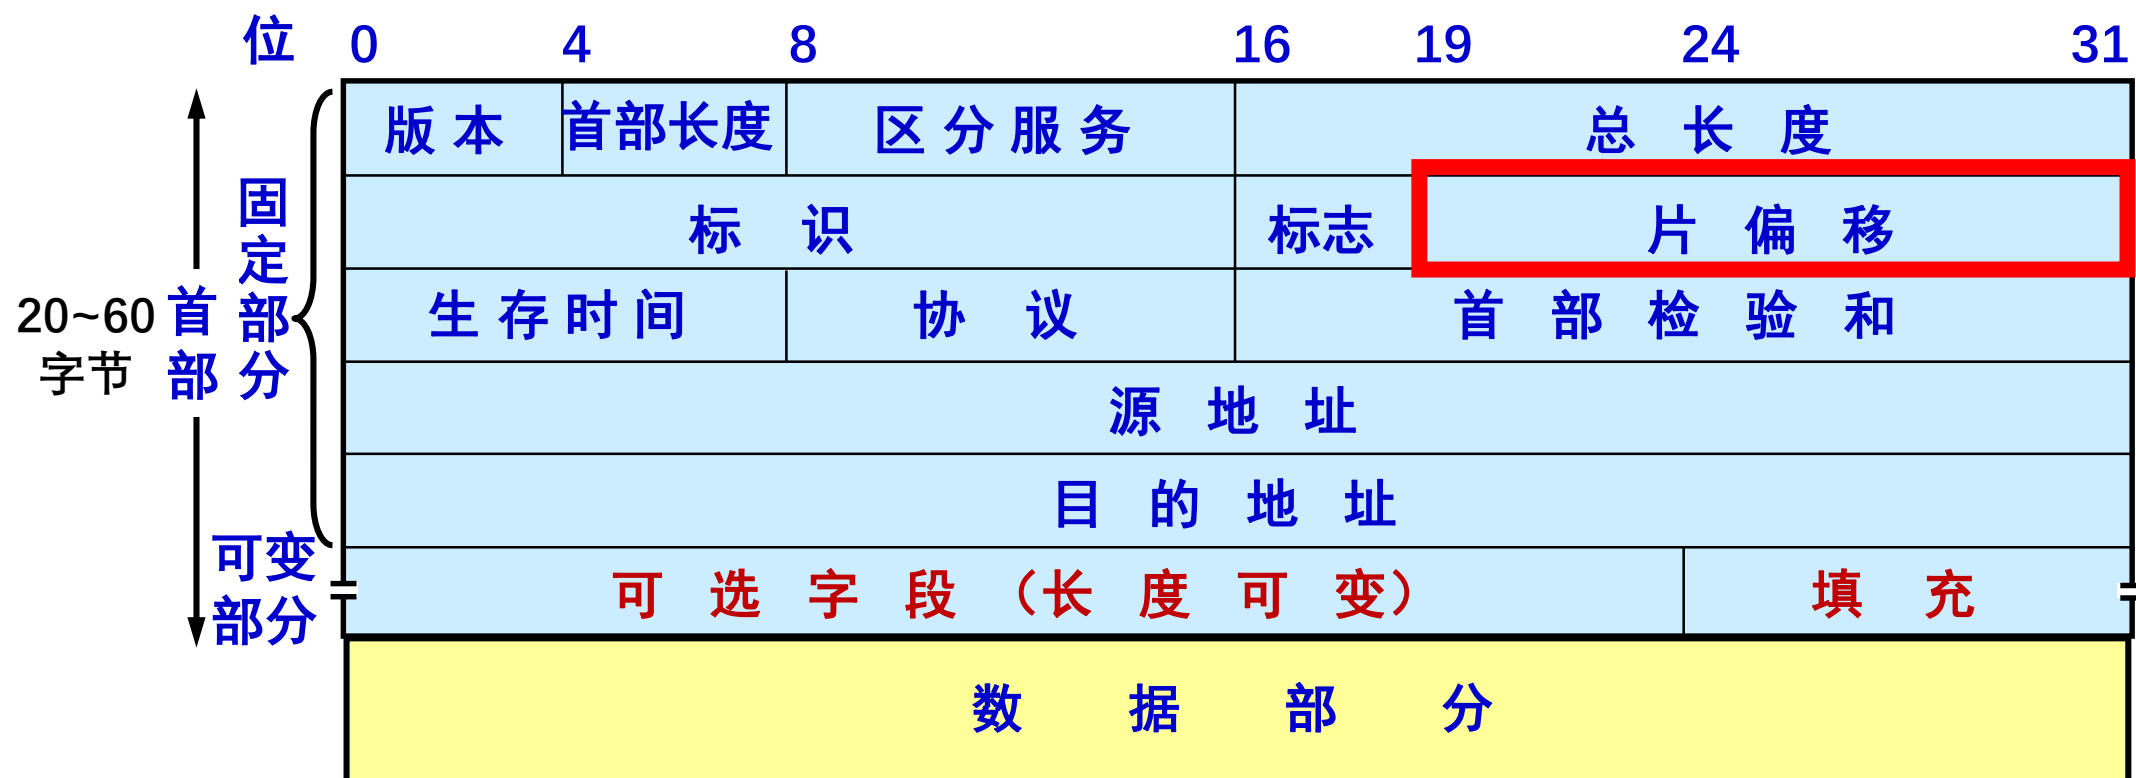 位 0 4 8 16 19 24 31
版本 首部长度 区分服务 总长度
标识 标志 片偏移
生存时间 协议 首部检验和
源地址
目的地址
可选字段（长度可变） 填充
数据部分
固定部分
首部
20~60
字节
可变
部分